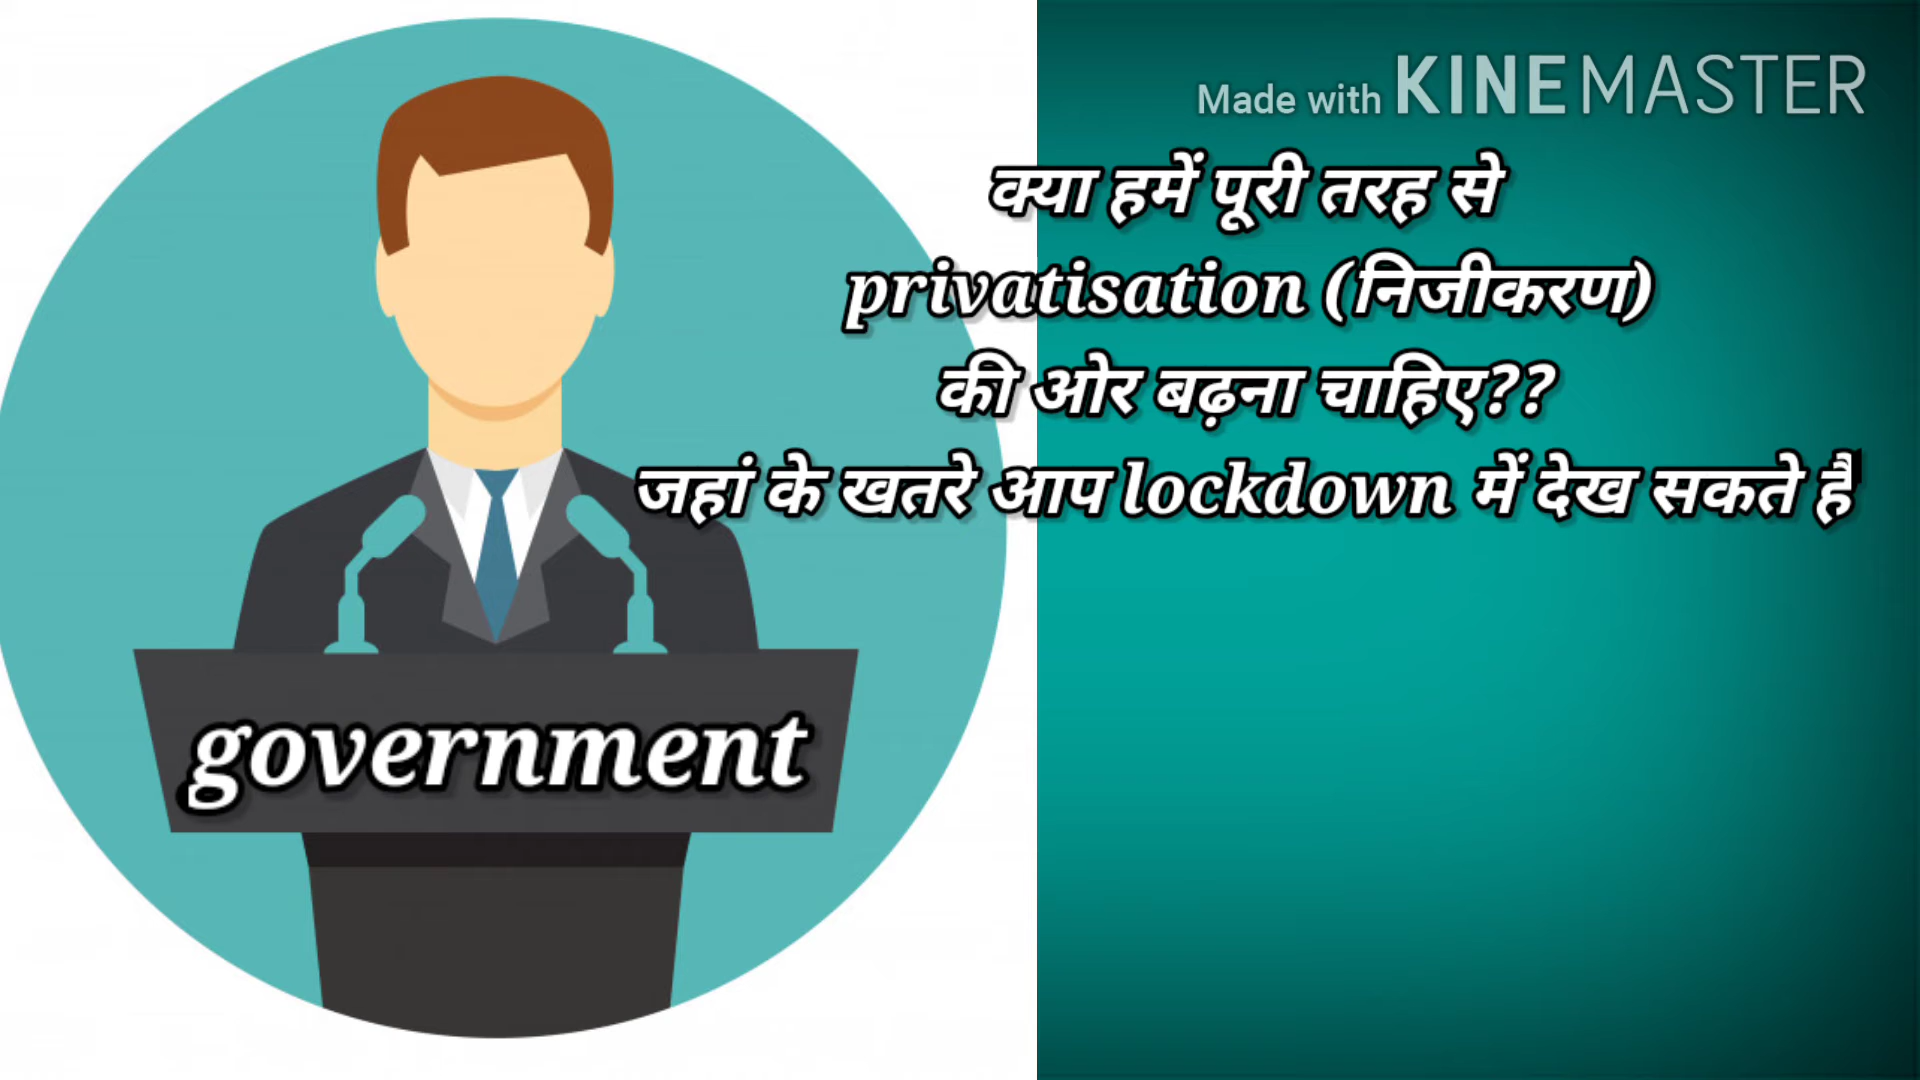 Made with KINEMASTER
क्या हमें पूरी तरह से
privatisation (निजीकरण)
की ओर बढ़ना चाहिए??
जहां के खतरे आप lockdown में देख सकते है
government